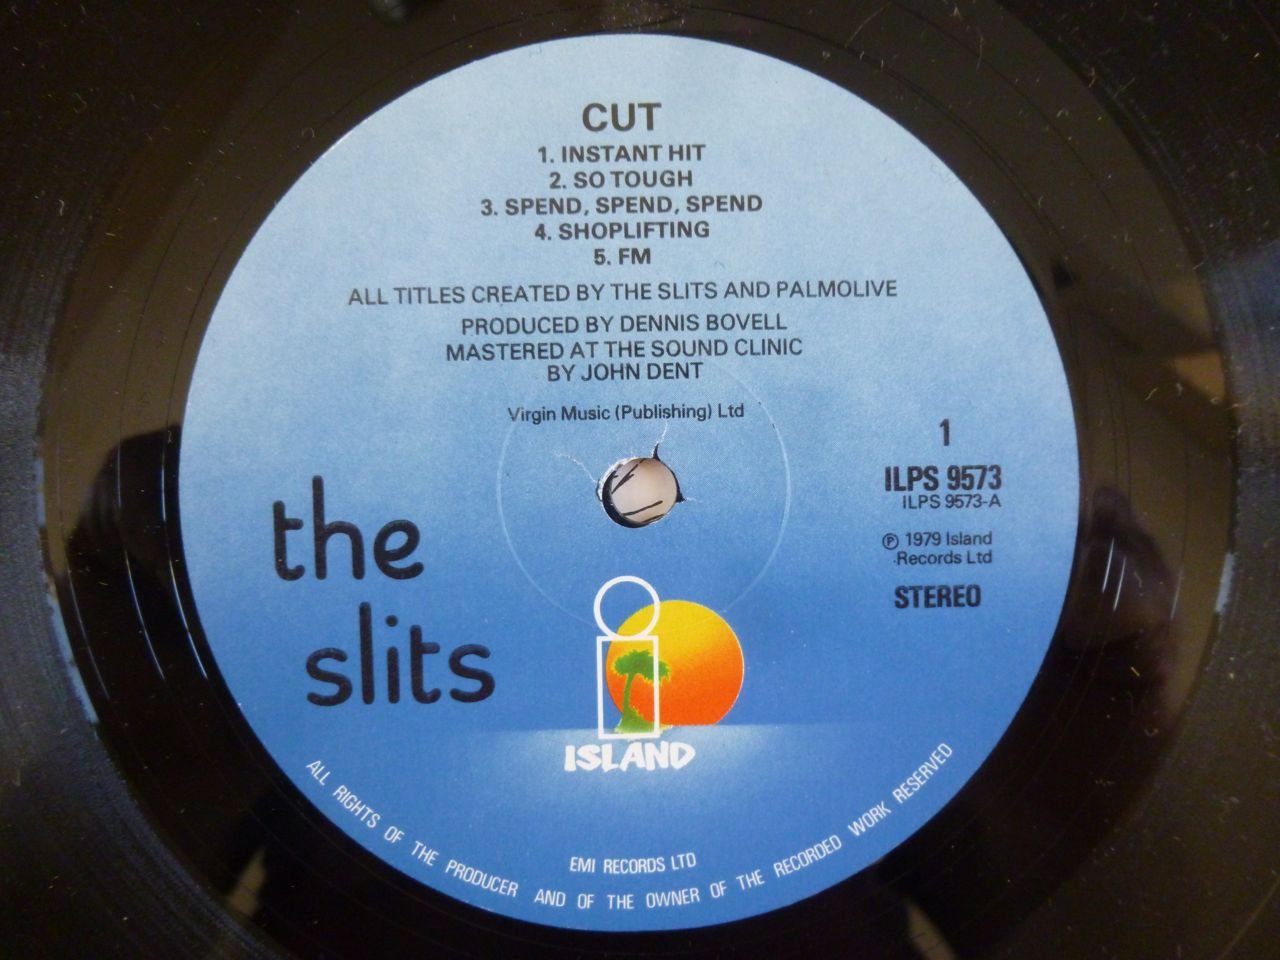 CUT
1. INSTANT HIT
2. SO TOUGH
3. SPEND, SPEND, SPEND
4. SHOPLIFTING
5. FM
ALL TITLES CREATED BY THE SLITS AND PALMOLIVE
PRODUCED BY DENNIS BOVELL
MASTERED AT THE SOUND CLINIC
BY JOHN DENT
Virgin Music (Publishing) Ltd
1
ILPS 9573
ILPS 9573-A
℗ 1979 Island
Records Ltd
STEREO
the
slits
i
ISLAND
EMI RECORDS LTD
ALL RIGHTS OF THE PRODUCER AND OF THE OWNER OF THE RECORDED WORK RESERVED